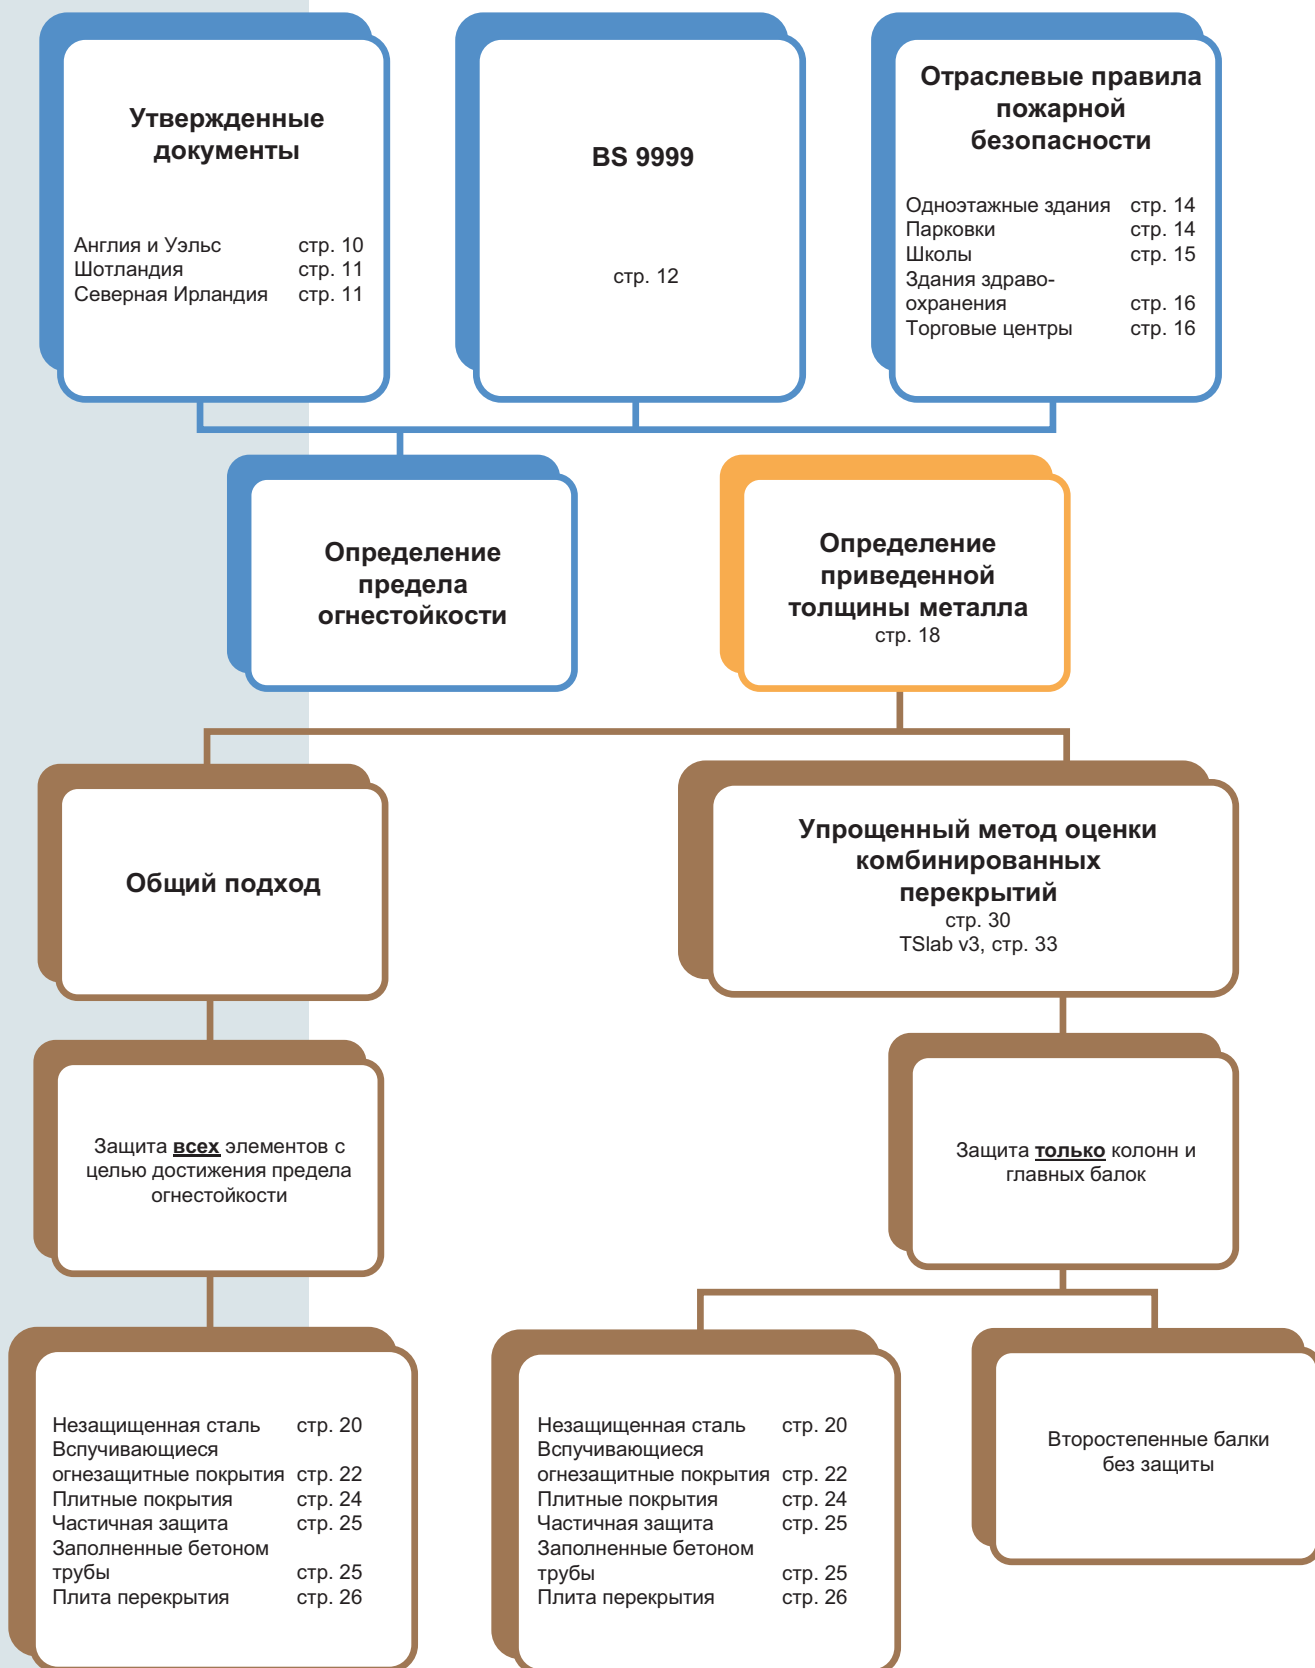 Утвержденные
документы
Англия и Уэльс стр. 10
Шотландия стр. 11
Северная Ирландия стр. 11
BS 9999
стр. 12
Отраслевые правила
пожарной
безопасности
Одноэтажные здания стр. 14
Парковки стр. 14
Школы стр. 15
Здания здраво-
охранения стр. 16
Торговые центры стр. 16
Определение
предела
огнестойкости
Определение
приведенной
толщины металла
стр. 18
Общий подход
Упрощенный метод оценки
комбинированных
перекрытий
стр. 30
TSlab v3, стр. 33
Защита всех элементов с
целью достижения предела
огнестойкости
Защита только колонн и
главных балок
Незащищенная сталь стр. 20
Вспучивающиеся
огнезащитные покрытия стр. 22
Плитные покрытия стр. 24
Частичная защита стр. 25
Заполненные бетоном
трубы стр. 25
Плита перекрытия стр. 26
Незащищенная сталь стр. 20
Вспучивающиеся
огнезащитные покрытия стр. 22
Плитные покрытия стр. 24
Частичная защита стр. 25
Заполненные бетоном
трубы стр. 25
Плита перекрытия стр. 26
Второстепенные балки
без защиты